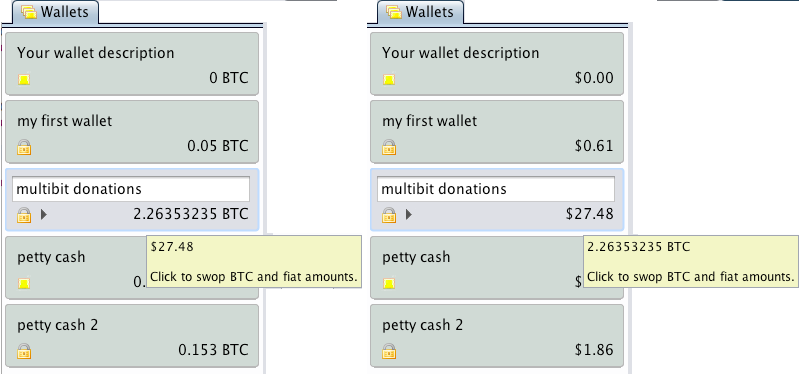 Wallets
Your wallet description
0 BTC
my first wallet
0.05 BTC
multibit donations
2.26353235 BTC
$27.48
Click to swop BTC and fiat amounts.
petty cash
0.
petty cash 2
0.153 BTC
Wallets
Your wallet description
$0.00
my first wallet
$0.61
multibit donations
$27.48
2.26353235 BTC
Click to swop BTC and fiat amounts.
petty cash
$
petty cash 2
$1.86